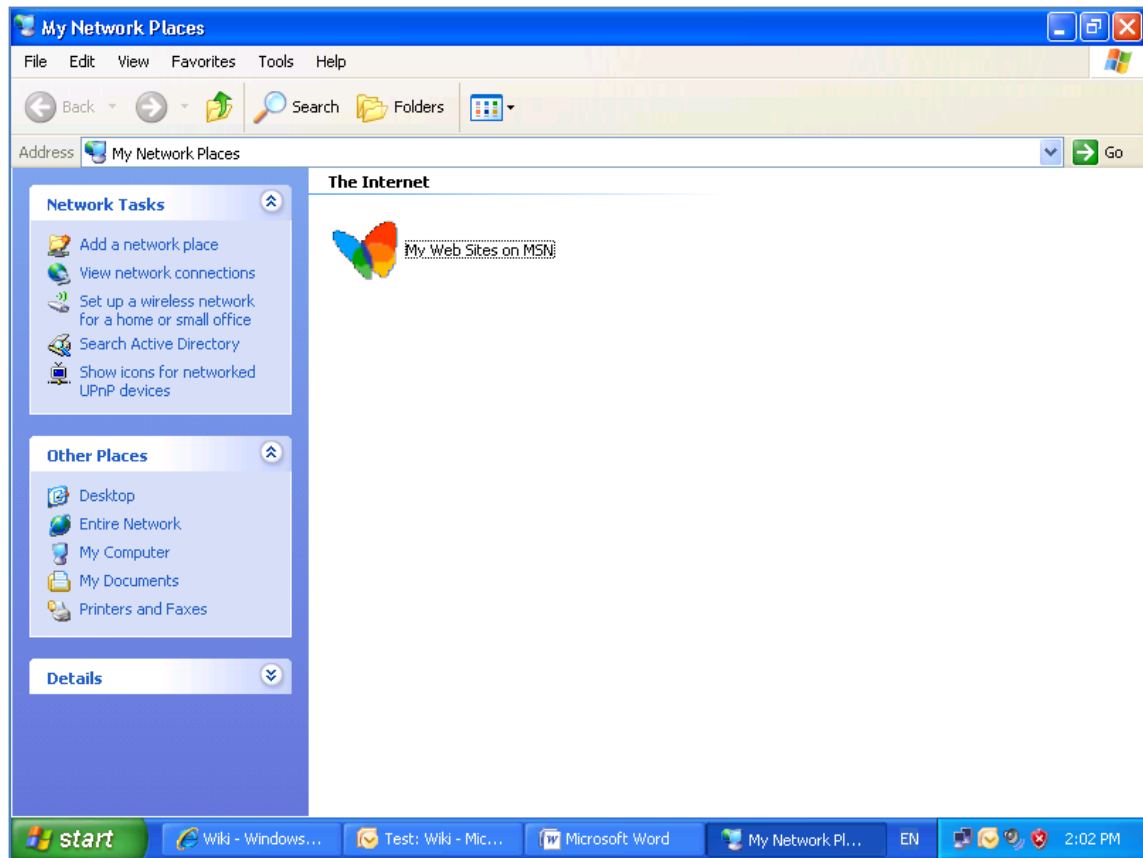 My Network Places
File Edit View Favorites Tools Help
Back Search Folders
Address My Network Places Go
Network Tasks
Add a network place
View network connections
Set up a wireless network
for a home or small office
Search Active Directory
Show icons for networked
UPnP devices
Other Places
Desktop
Entire Network
My Computer
My Documents
Printers and Faxes
Details
The Internet
My Web Sites on MSN
start Wiki - Windows... Test: Wiki - Mic... Microsoft Word My Network Pl... EN 2:02 PM